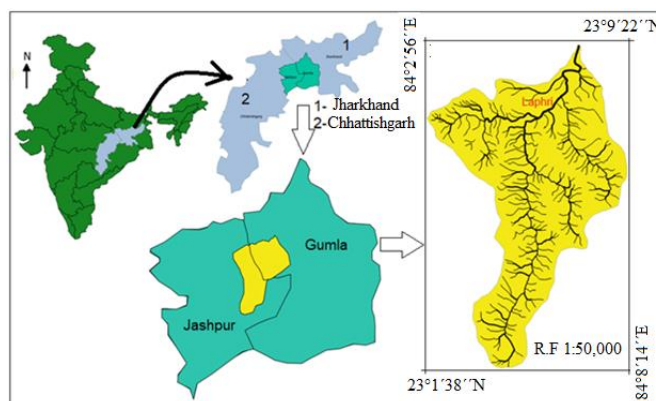 N
1
2
1- Jharkhand
2-Chhattishgarh
Gumla
Jashpur
84°2´56´´E
23°9´22´´N
Laphri
R.F 1:50,000
84°8´14´´E
23°1´38´´N